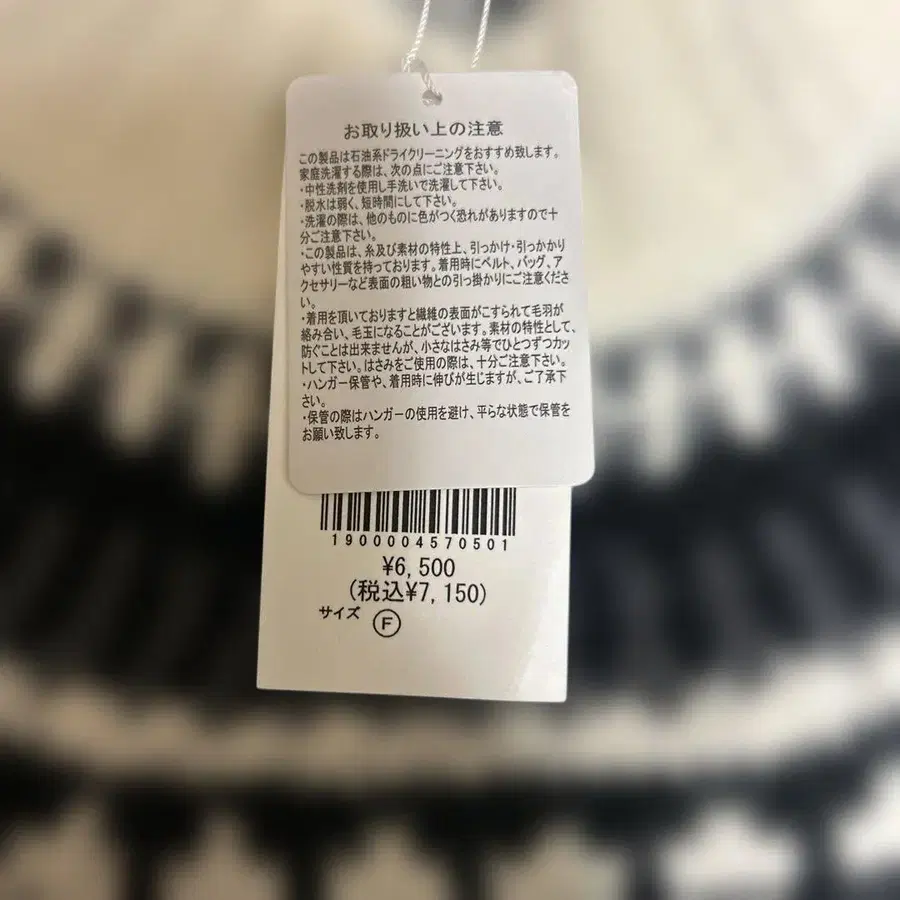 お取り扱い上の注意
この製品は石油系ドライクリーニングをおすすめ致します。
家庭洗濯する際は、次の点にご注意下さい。
・中性洗剤を使用し手洗いで洗濯して下さい。
・脱水は弱く、短時間にして下さい。
・洗濯の際は、他のものに色がつく恐れがありますので十
分ご注意下さい。
・この製品は、糸及び素材の特性上、引っかけ・引っかかり
やすい性質を持っております。着用時にベルト、バッグ、ア
クセサリーなど表面の粗い物との引っ掛かりにご注意くださ
い。
・着用を頂いておりますと繊維の表面がこすられて毛羽が
絡み合い、毛玉になることがございます。素材の特性として、
防ぐことは出来ませんが、小さなはさみ等でひとつずつカッ
トして下さい。はさみをご使用の際は、十分ご注意下さい。
・ハンガー保管や、着用時に伸びが生じますが、ご了承下
さい。
・保管の際はハンガーの使用を避け、平らな状態で保管を
お願い致します。
1900004570501
¥6,500
(税込¥7,150)
サイズ F